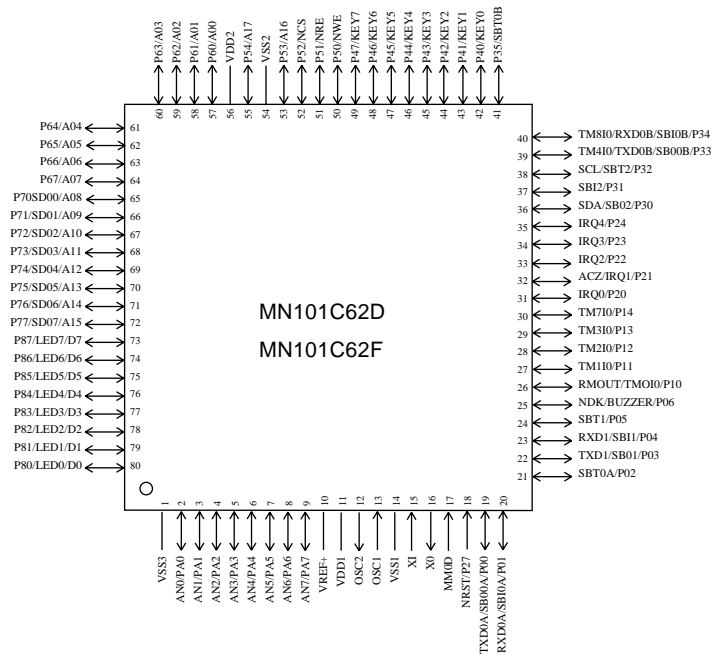 P63/A03
P62/A02
P61/A01
P60/A00
VDD2
P54/A17
VSS2
P53/A16
P52/NCS
P51/NRE
P50/NWE
P47/KEY7
P46/KEY6
P45/KEY5
P44/KEY4
P43/KEY3
P42/KEY2
P41/KEY1
P40/KEY0
P35/SBT0B
60 59 58 57 56 55 54 53 52 51 50 49 48 47 46 45 44 43 42 41
P64/A04 61
P65/A05 62
P66/A06 63
P67/A07 64
P70SD00/A08 65
P71/SD01/A09 66
P72/SD02/A10 67
P73/SD03/A11 68
P74/SD04/A12 69
P75/SD05/A13 70
P76/SD06/A14 71
P77/SD07/A15 72
P87/LED7/D7 73
P86/LED6/D6 74
P85/LED5/D5 75
P84/LED4/D4 76
P83/LED3/D3 77
P82/LED2/D2 78
P81/LED1/D1 79
P80/LED0/D0 80
MN101C62D
MN101C62F
40 TM8I0/RXD0B/SBI0B/P34
39 TM4I0/TXD0B/SB00B/P33
38 SCL/SBT2/P32
37 SBI2/P31
36 SDA/SB02/P30
35 IRQ4/P24
34 IRQ3/P23
33 IRQ2/P22
32 ACZ/IRQ1/P21
31 IRQ0/P20
30 TM7I0/P14
29 TM3I0/P13
28 TM2I0/P12
27 TM1I0/P11
26 RMOUT/TMOI0/P10
25 NDK/BUZZER/P06
24 SBT1/P05
23 RXD1/SBI1/P04
22 TXD1/SB01/P03
21 SBT0A/P02
1 2 3 4 5 6 7 8 9 10 11 12 13 14 15 16 17 18 19 20
VSS3
AN0/PA0
AN1/PA1
AN2/PA2
AN3/PA3
AN4/PA4
AN5/PA5
AN6/PA6
AN7/PA7
VREF+
VDD1
OSC2
OSC1
VSS1
XI
X0
MM0D
NRST/P27
TXD0A/SB00A/P00
RXD0A/SBI0A/P01